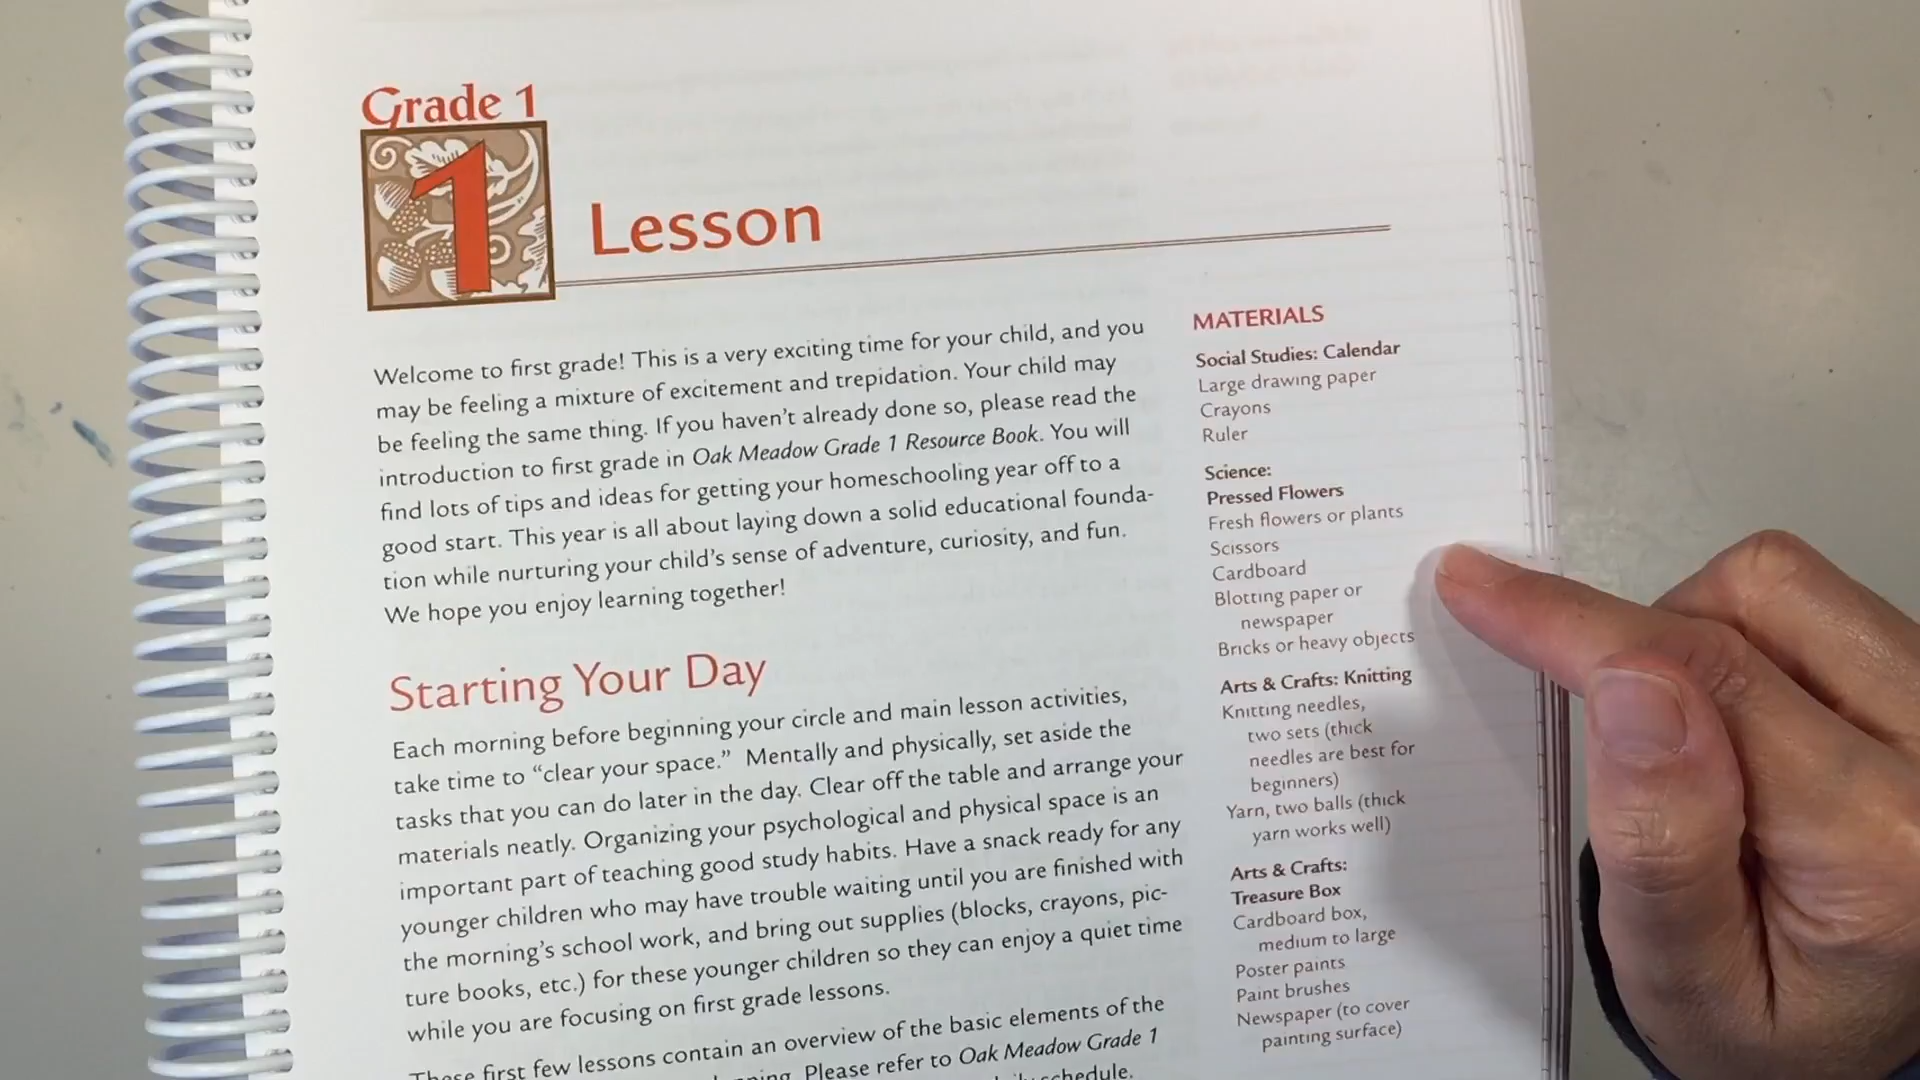 Grade 1
1
Lesson
Welcome to first grade! This is a very exciting time for your child, and you
may be feeling a mixture of excitement and trepidation. Your child may
be feeling the same thing. If you haven't already done so, please read the
introduction to first grade in Oak Meadow Grade 1 Resource Book. You will
find lots of tips and ideas for getting your homeschooling year off to a
good start. This year is all about laying down a solid educational founda-
tion while nurturing your child's sense of adventure, curiosity, and fun.
We hope you enjoy learning together!
Starting Your Day
Each morning before beginning your circle and main lesson activities,
take time to “clear your space.” Mentally and physically, set aside the
tasks that you can do later in the day. Clear off the table and arrange your
materials neatly. Organizing your psychological and physical space is an
important part of teaching good study habits. Have a snack ready for any
younger children who may have trouble waiting until you are finished with
the morning's school work, and bring out supplies (blocks, crayons, pic-
ture books, etc.) for these younger children so they can enjoy a quiet time
while you are focusing on first grade lessons.
These first few lessons contain an overview of the basic elements of the
Please refer to Oak Meadow Grade 1
schedule.
MATERIALS
Social Studies: Calendar
Large drawing paper
Crayons
Ruler
Science:
Pressed Flowers
Fresh flowers or plants
Scissors
Cardboard
Blotting paper or
newspaper
Bricks or heavy objects
Arts & Crafts: Knitting
Knitting needles,
two sets (thick
needles are best for
beginners)
Yarn, two balls (thick
yarn works well)
Arts & Crafts:
Treasure Box
Cardboard box,
medium to large
Poster paints
Paint brushes
Newspaper (to cover
painting surface)